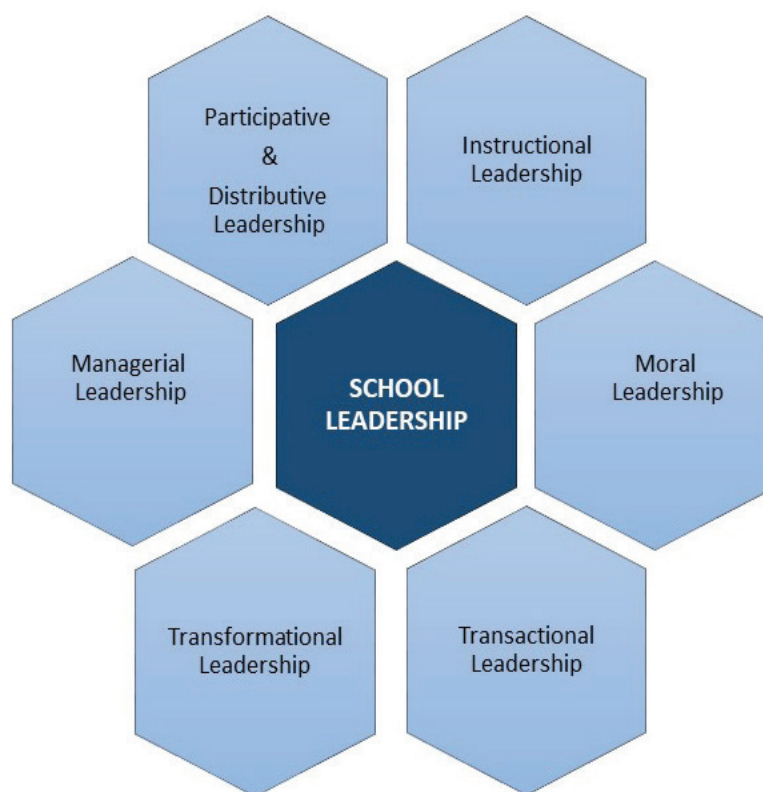 Participative
&
Distributive
Leadership
Instructional
Leadership
Managerial
Leadership
SCHOOL
LEADERSHIP
Moral
Leadership
Transformational
Leadership
Transactional
Leadership